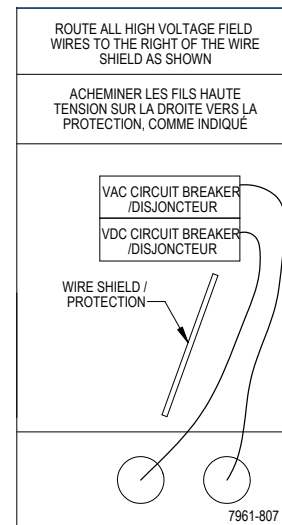 ROUTE ALL HIGH VOLTAGE FIELD
WIRES TO THE RIGHT OF THE WIRE
SHIELD AS SHOWN
ACHEMINER LES FILS HAUTE
TENSION SUR LA DROITE VERS LA
PROTECTION, COMME INDIQUÉ
VAC CIRCUIT BREAKER
/DISJONCTEUR
VDC CIRCUIT BREAKER
/DISJONCTEUR
WIRE SHIELD /
PROTECTION
7961-807